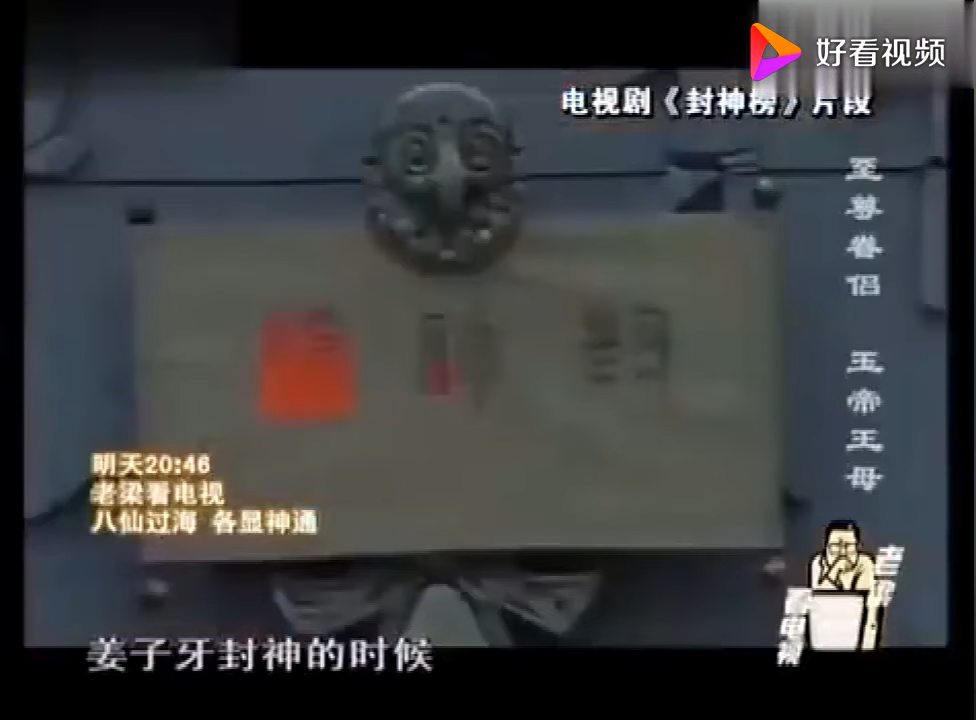 好看视频
电视剧《封神榜》片段
至尊眷侣 玉帝王母
封神
明天20:46
老梁看电视
八仙过海 各显神通
老梁
看电视
姜子牙封神的时候